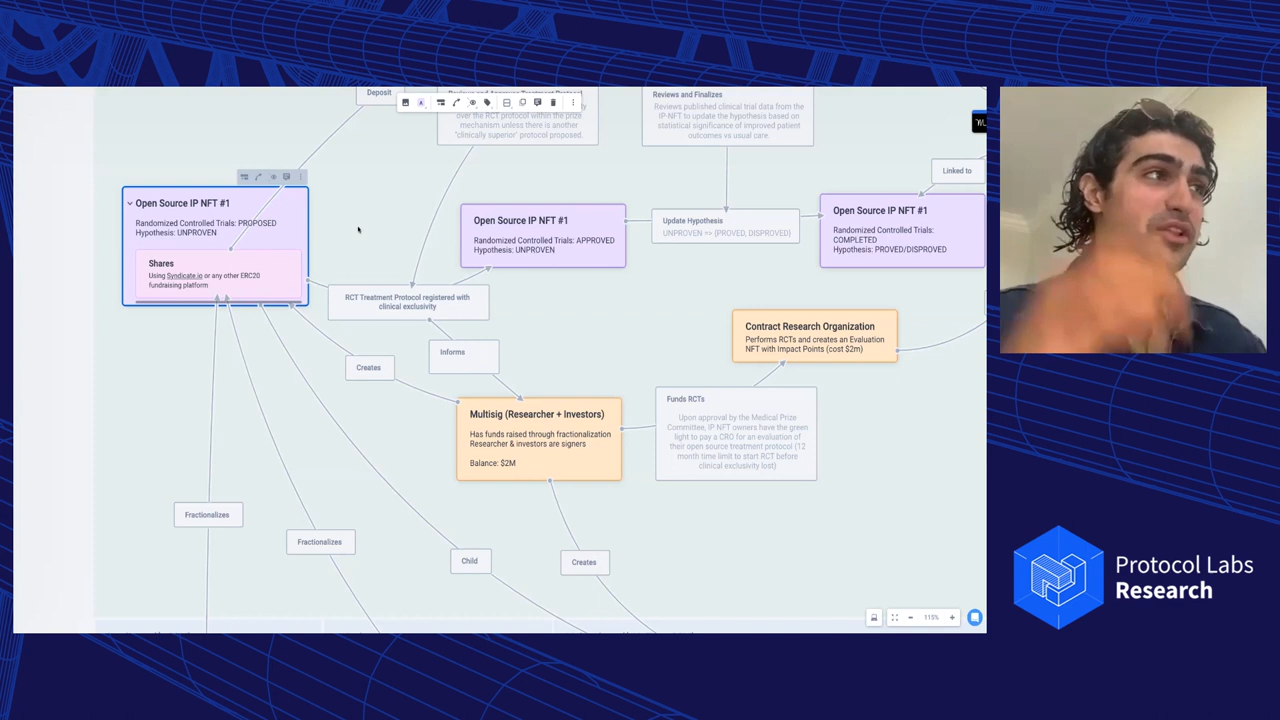 Deposit
Reviews and Approves Treatment Protocol
over the RCT protocol within the prize
mechanism unless there is another
"clinically superior" protocol proposed.
Reviews and Finalizes
Reviews published clinical trial data from the
IP-NFT to update the hypothesis based on
statistical significance of improved patient
outcomes vs usual care.
Linked to
Open Source IP NFT #1
Randomized Controlled Trials: PROPOSED
Hypothesis: UNPROVEN
Shares
Using Syndicate.io or any other ERC20
fundraising platform
Open Source IP NFT #1
Randomized Controlled Trials: APPROVED
Hypothesis: UNPROVEN
Update Hypothesis
UNPROVEN => {PROVED, DISPROVED}
Open Source IP NFT #1
Randomized Controlled Trials:
COMPLETED
Hypothesis: PROVED/DISPROVED
RCT Treatment Protocol registered with
clinical exclusivity
Informs
Creates
Contract Research Organization
Performs RCTs and creates an Evaluation
NFT with Impact Points (cost $2m)
Multisig (Researcher + Investors)
Has funds raised through fractionalization
Researcher & investors are signers
Balance: $2M
Funds RCTs
Upon approval by the Medical Prize
Committee, IP NFT owners have the green
light to pay a CRO for an evaluation of
their open source treatment protocol (12
month time limit to start RCT before
clinical exclusivity lost)
Fractionalizes
Fractionalizes
Child
Creates
115%
Protocol Labs
Research